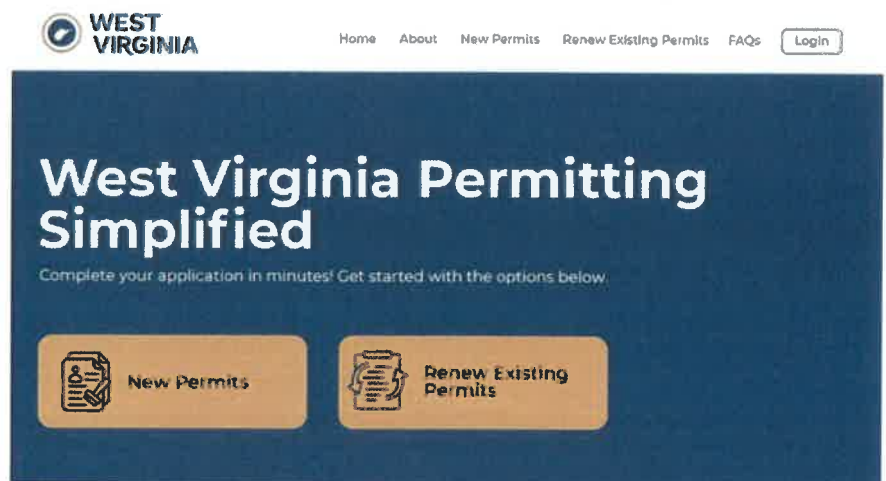 WEST
VIRGINIA
Home About New Permits Renew Existing Permits FAQs Login
West Virginia Permitting
Simplified
Complete your application in minutes! Get started with the options below.
New Permits
Renew Existing
Permits